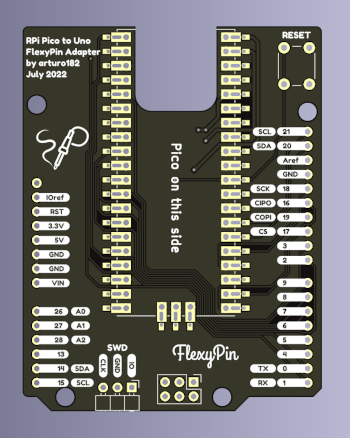 RPi Pico to Uno
FlexyPin Adapter
by arturo182
July 2022
RESET
Pico on this side
SCL 21
SDA 20
Aref
GND
SCK 18
CIPO 16
COPI 19
CS 17
3
2
9
8
7
6
5
4
TX 0
RX 1
IOref
RST
3.3V
5V
GND
GND
VIN
26 A0
27 A1
28 A2
13
14 SDA
15 SCL
SWD
CLK
GND
IO
FlexyPin